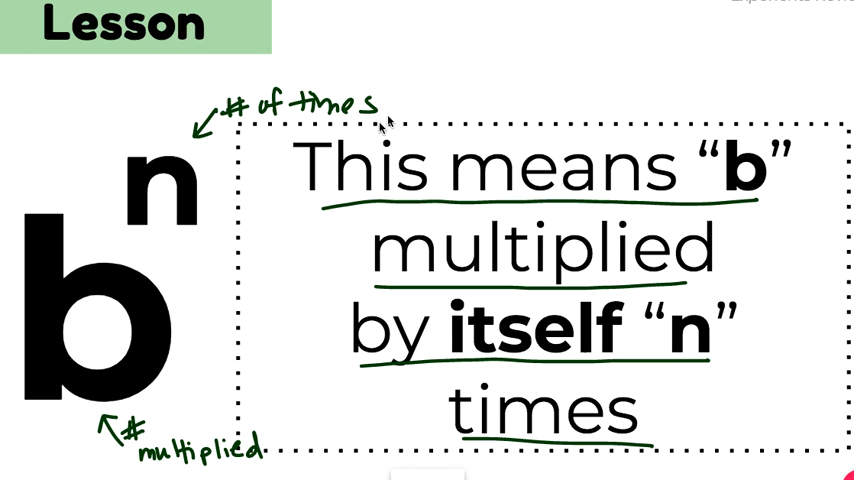 Lesson
# of times
n
b
This means “b”
multiplied
by itself “n”
times
#
multiplied